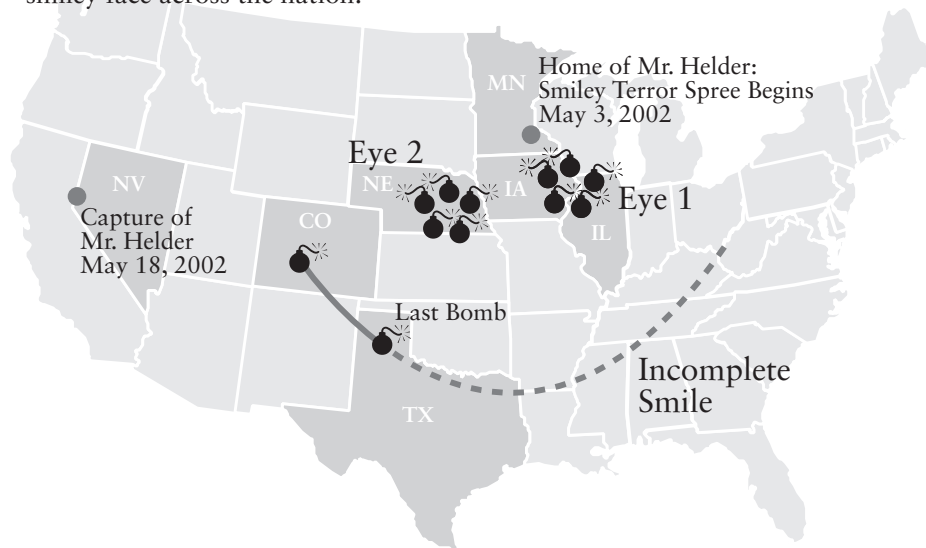 smiley face across the nation.
Home of Mr. Helder:
Smiley Terror Spree Begins
May 3, 2002
MN
Eye 2
NE
IA
Eye 1
NV
CO
IL
Capture of
Mr. Helder
May 18, 2002
Last Bomb
Incomplete
Smile
TX